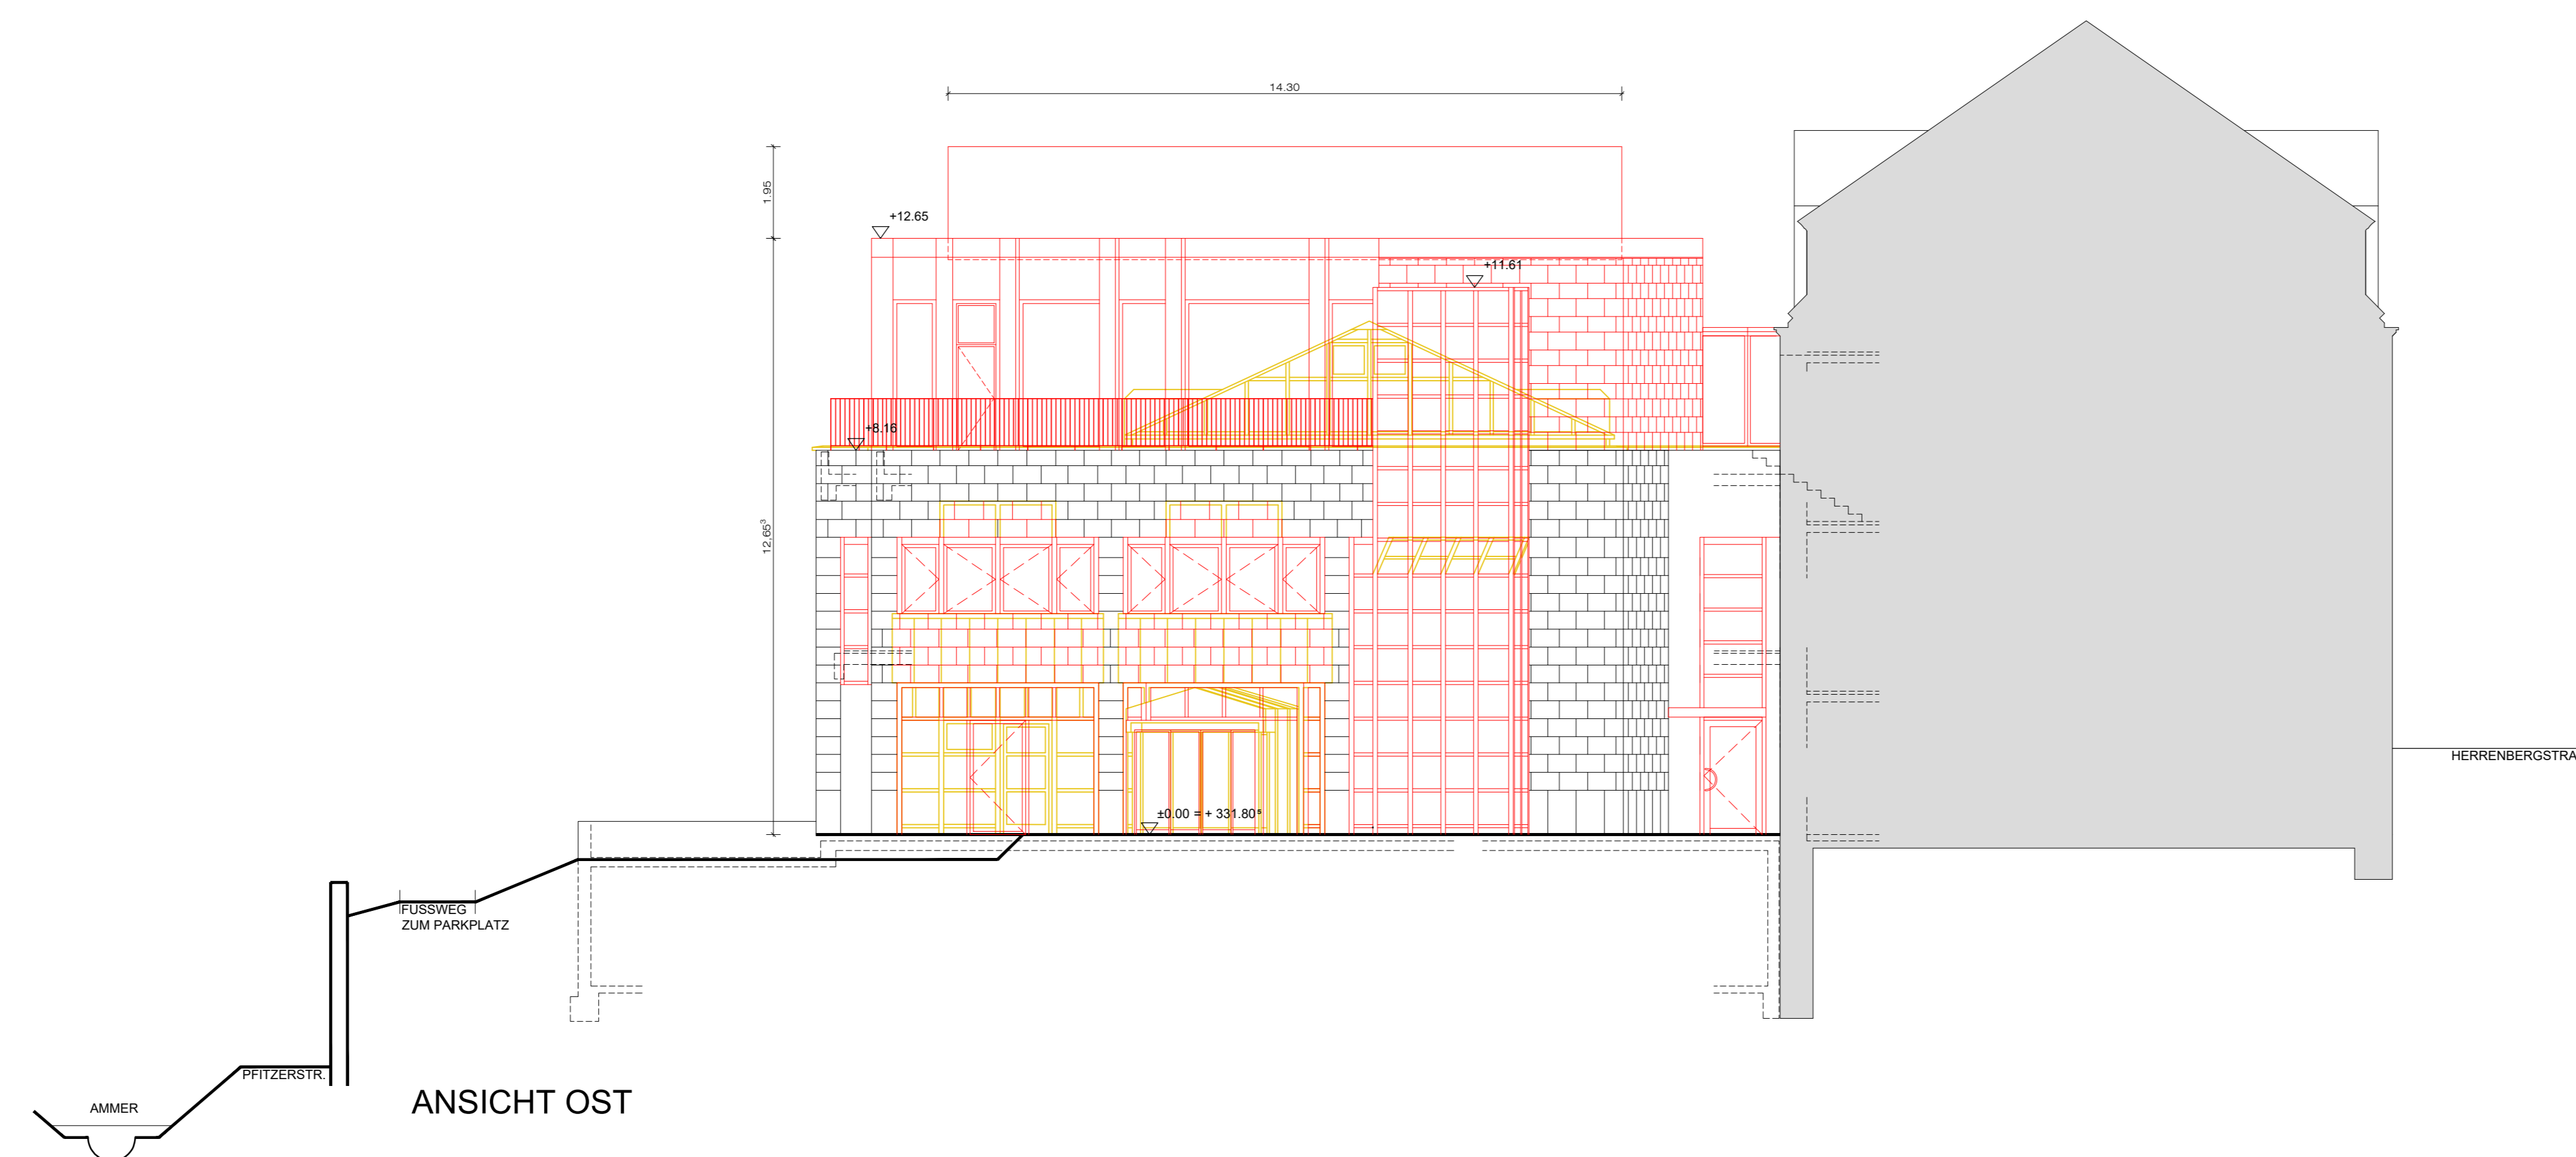 14.30
1.95
+12.65
+11.61
+8.16
12,65³
±0.00 = + 331.80⁵
HERRENBERGSTRA
FUSSWEG
ZUM PARKPLATZ
PFITZERSTR.
AMMER
ANSICHT OST